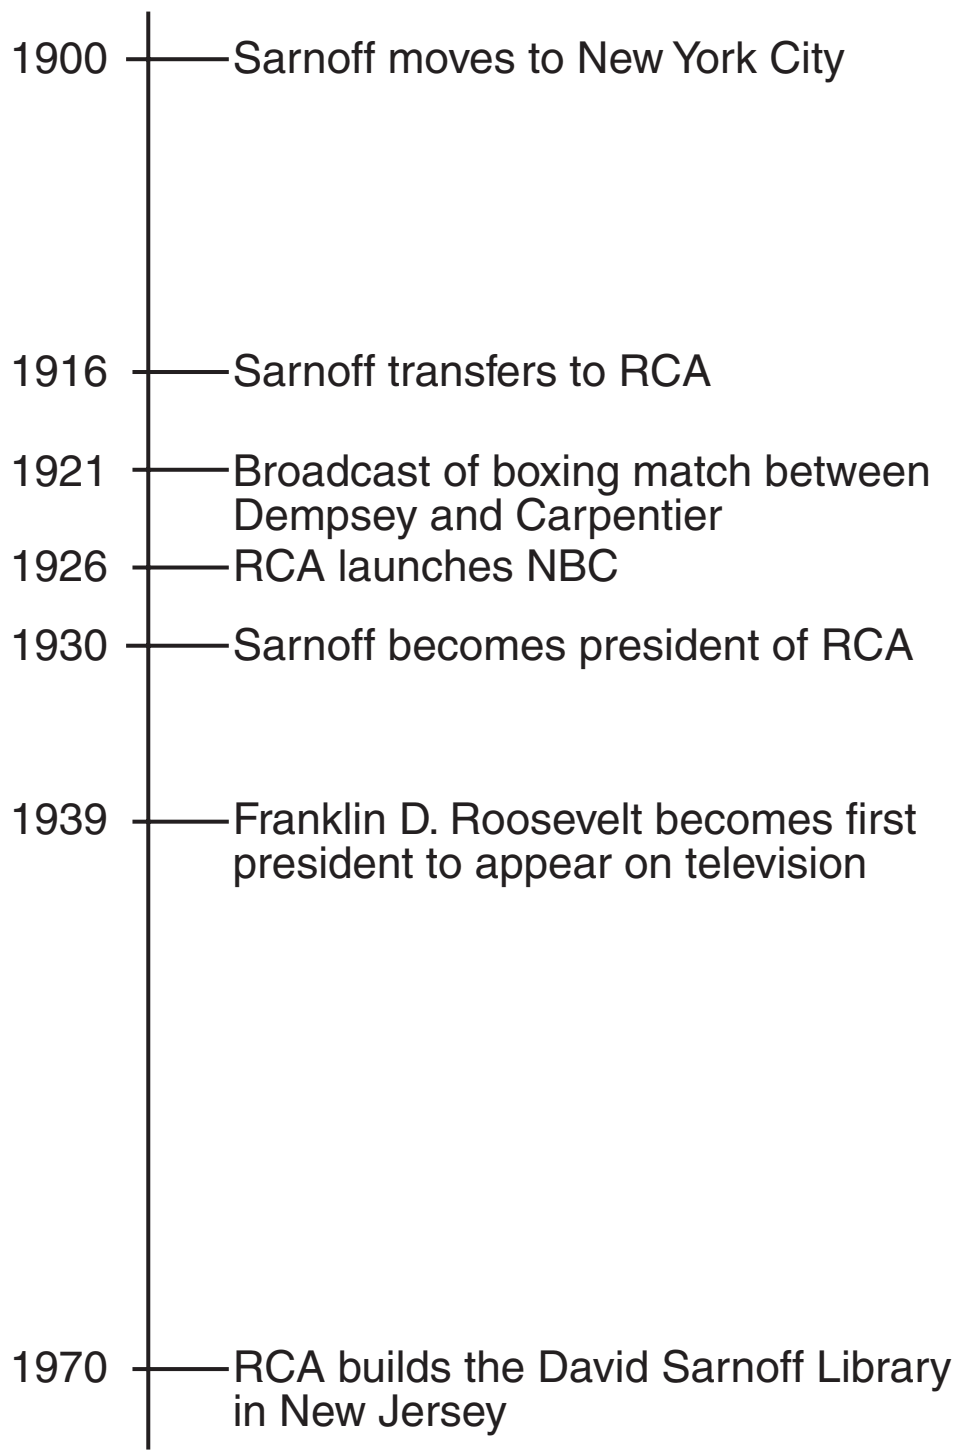 1900 Sarnoff moves to New York City
1916 Sarnoff transfers to RCA
1921 Broadcast of boxing match between
Dempsey and Carpentier
1926 RCA launches NBC
1930 Sarnoff becomes president of RCA
1939 Franklin D. Roosevelt becomes first
president to appear on television
1970 RCA builds the David Sarnoff Library
in New Jersey